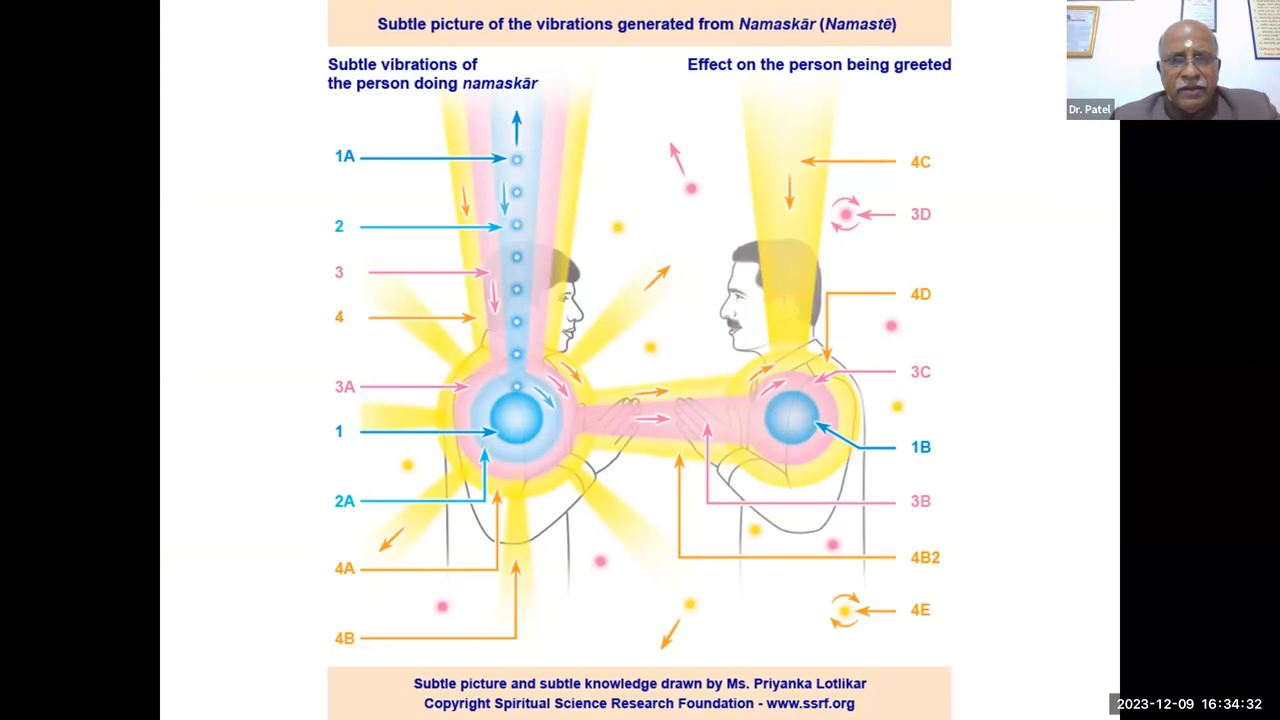 Subtle picture of the vibrations generated from Namaskār (Namastē)
Subtle vibrations of
the person doing namaskār
Effect on the person being greeted
Dr. Patel
1A
2
3
4
3A
1
2A
4A
4B
4C
3D
4D
3C
1B
3B
4B2
4E
Subtle picture and subtle knowledge drawn by Ms. Priyanka Lotlikar
Copyright Spiritual Science Research Foundation - www.ssrf.org
2023-12-09 16:34:32